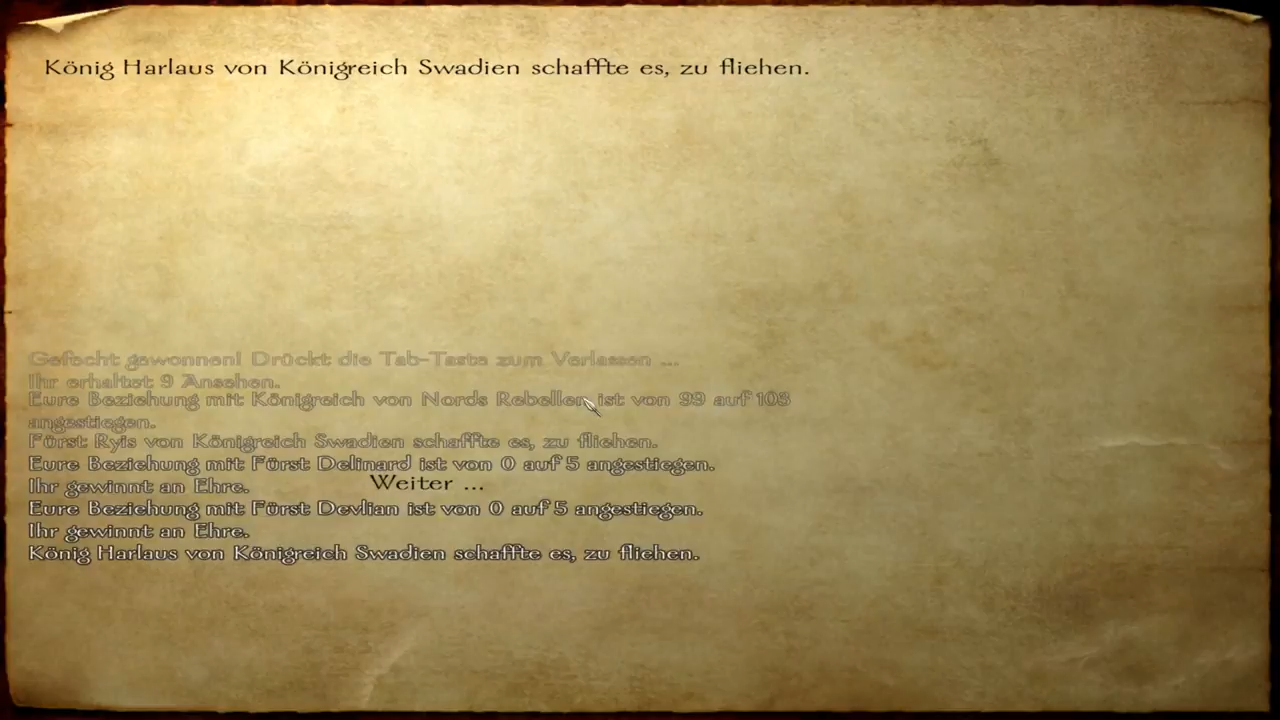 König Harlaus von Königreich Swadien schaffte es, zu fliehen.
Gefecht gewonnen! Drückt die Tab-Taste zum Verlassen ...
Ihr erhaltet 9 Ansehen.
Eure Beziehung mit Königreich von Nords Rebellen ist von 99 auf 108
angestiegen.
Fürst Ryis von Königreich Swadien schaffte es, zu fliehen.
Eure Beziehung mit Fürst Delinard ist von 0 auf 5 angestiegen.
Ihr gewinnt an Ehre.
Weiter ...
Eure Beziehung mit Fürst Devlian ist von 0 auf 5 angestiegen.
Ihr gewinnt an Ehre.
König Harlaus von Königreich Swadien schaffte es, zu fliehen.